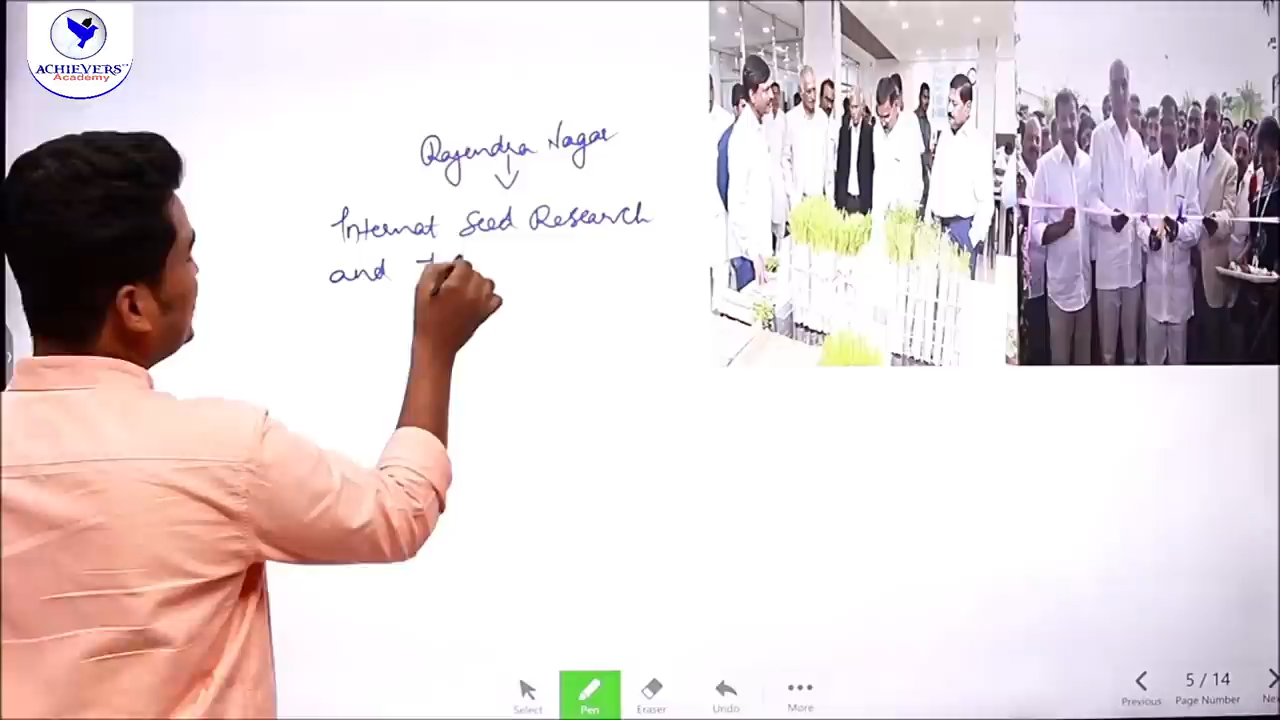 ACHIEVERS
Academy
Rajendra Nagar
Internat Seed Research
and
Select
Pen
Eraser
Undo
More
Previous
5 / 14
Page Number